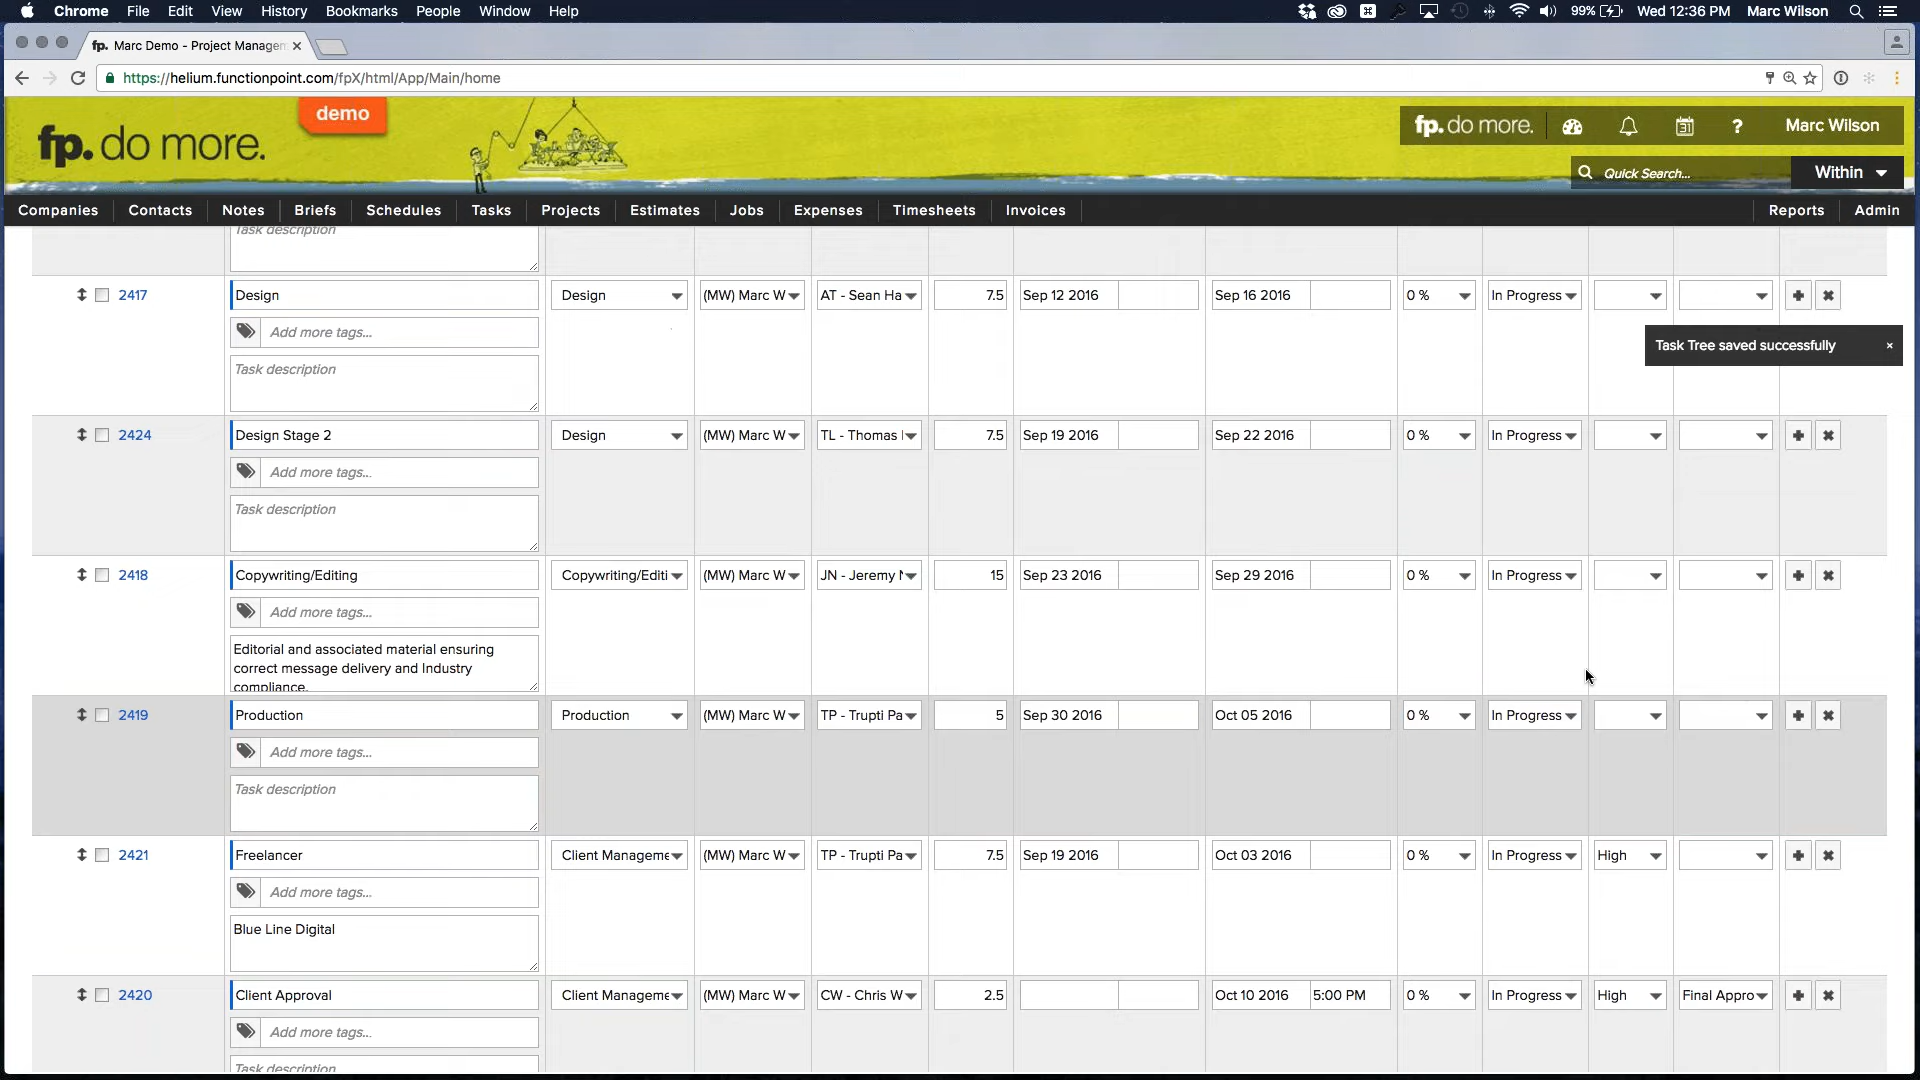 Chrome File Edit View History Bookmarks People Window Help 99% Wed 12:36 PM Marc Wilson
fp. Marc Demo - Project Managem
https://helium.functionpoint.com/fpX/html/App/Main/home
demo
fp. do more.
fp. do more. 31 ? Marc Wilson
Quick Search... Within
Companies Contacts Notes Briefs Schedules Tasks Projects Estimates Jobs Expenses Timesheets Invoices Reports Admin
Task description
2417 Design Design (MW) Marc W AT - Sean Ha 7.5 Sep 12 2016 Sep 16 2016 0 % In Progress
Add more tags...
Task Tree saved successfully ×
Task description
2424 Design Stage 2 Design (MW) Marc W TL - Thomas 7.5 Sep 19 2016 Sep 22 2016 0 % In Progress
Add more tags...
Task description
2418 Copywriting/Editing Copywriting/Editi (MW) Marc W JN - Jeremy 15 Sep 23 2016 Sep 29 2016 0 % In Progress
Add more tags...
Editorial and associated material ensuring
correct message delivery and Industry
compliance.
2419 Production Production (MW) Marc W TP - Trupti Pa 5 Sep 30 2016 Oct 05 2016 0 % In Progress
Add more tags...
Task description
2421 Freelancer Client Manageme (MW) Marc W TP - Trupti Pa 7.5 Sep 19 2016 Oct 03 2016 0 % In Progress High
Add more tags...
Blue Line Digital
2420 Client Approval Client Manageme (MW) Marc W CW - Chris W 2.5 Oct 10 2016 5:00 PM 0 % In Progress High Final Appro
Add more tags...
Task description